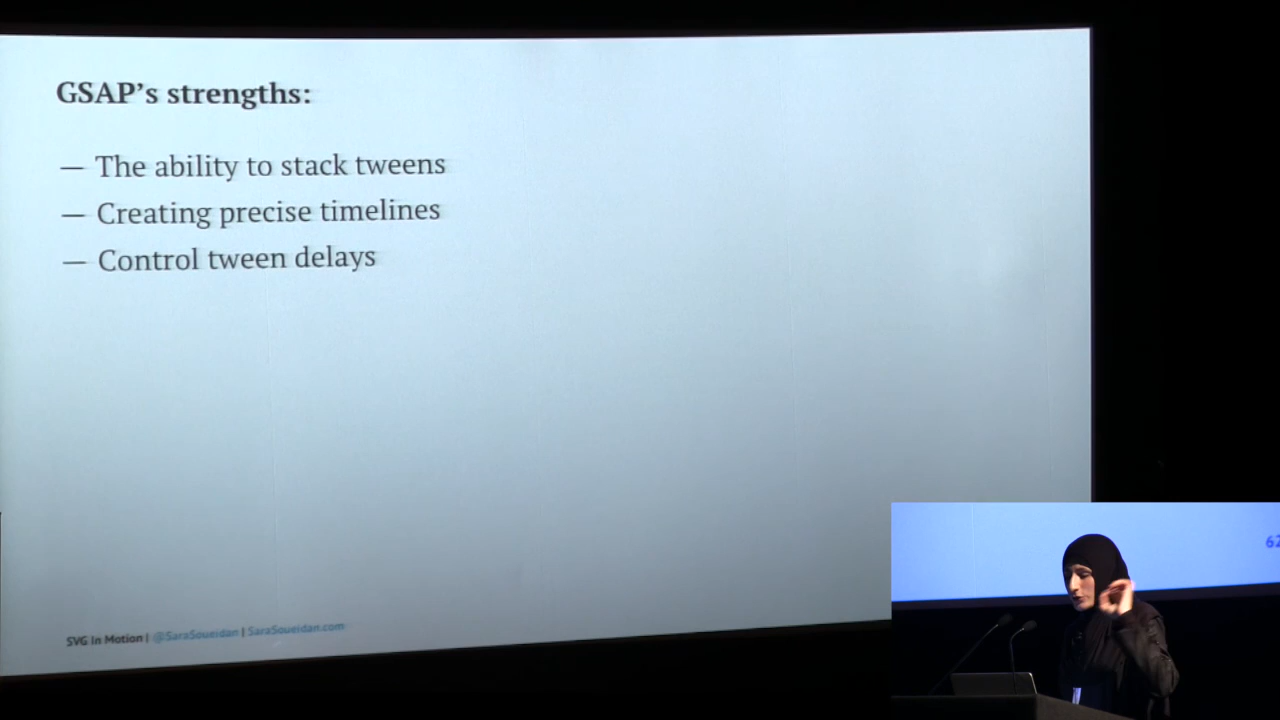 GSAP’s strengths:
— The ability to stack tweens
— Creating precise timelines
— Control tween delays
SVG In Motion | @SaraSoueidan | SaraSoueidan.com
62